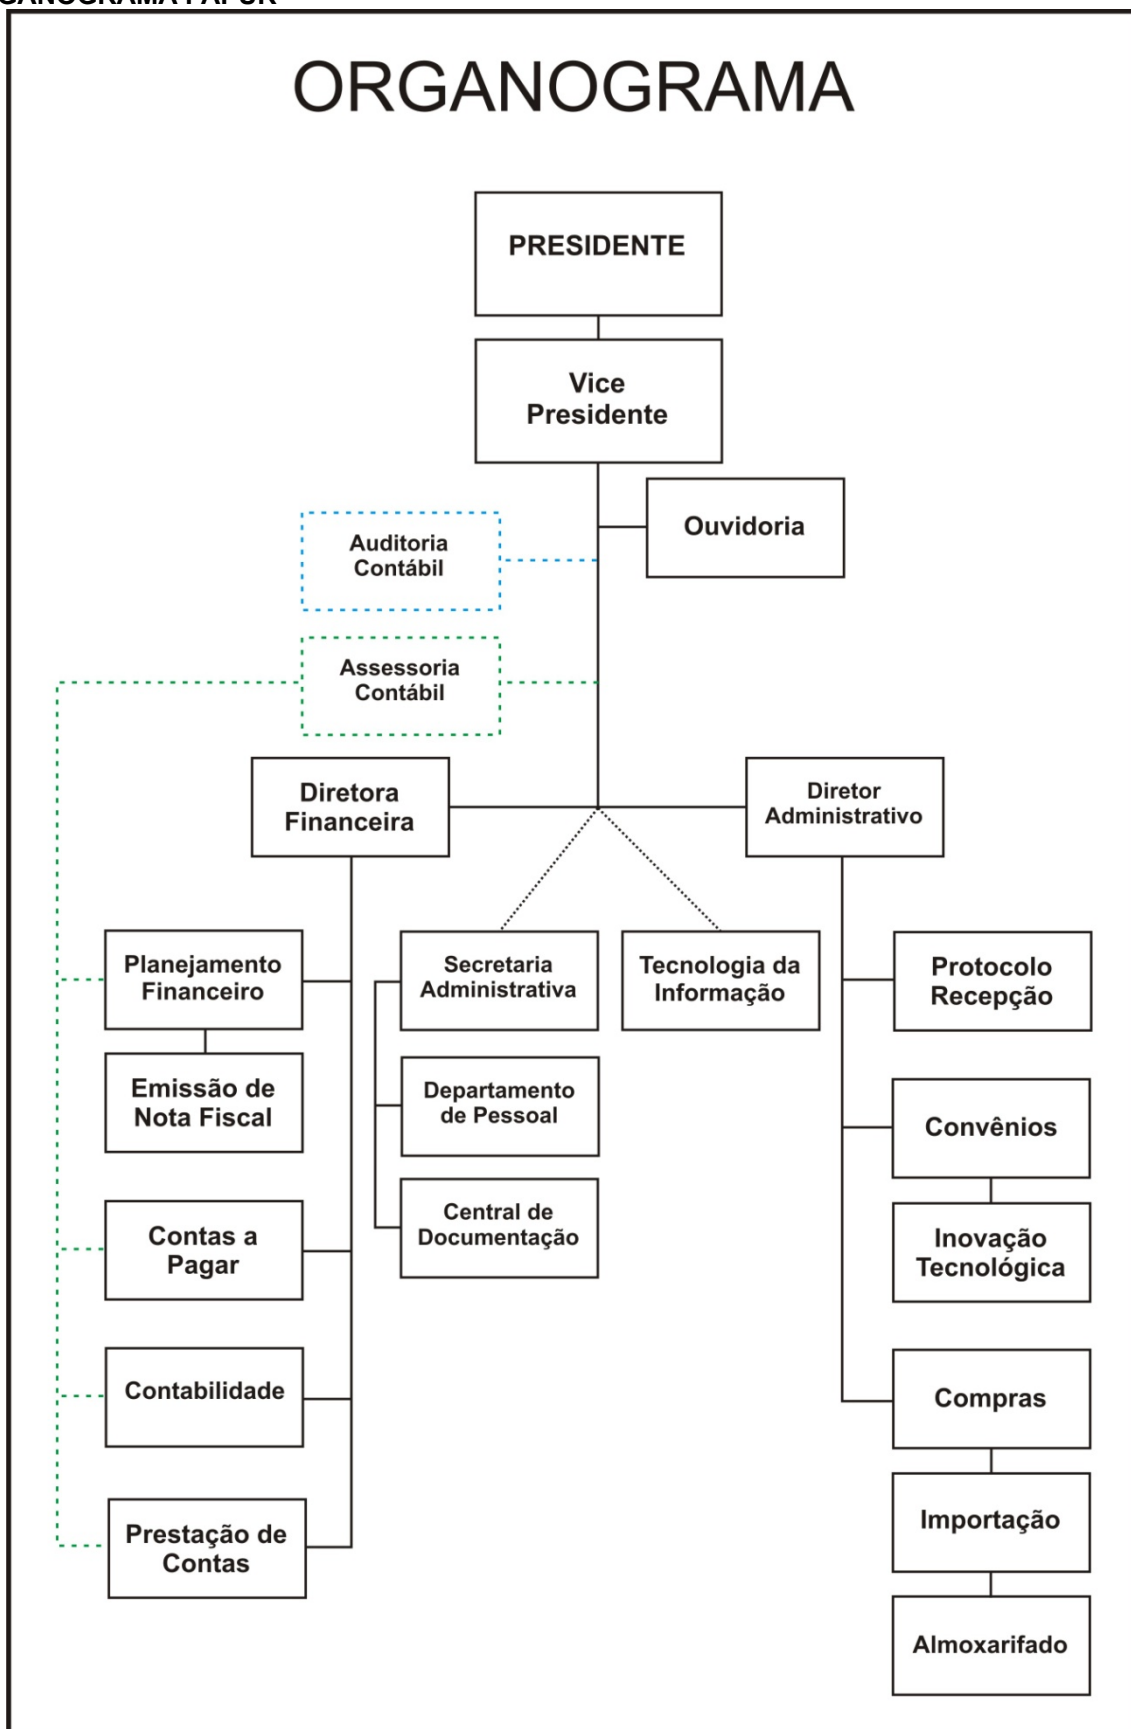 ORGANOGRAMA
PRESIDENTE
Vice
Presidente
Ouvidoria
Auditoria
Contábil
Assessoria
Contábil
Diretora
Financeira
Diretor
Administrativo
Planejamento
Financeiro
Secretaria
Administrativa
Tecnologia da
Informação
Protocolo
Recepção
Emissão de
Nota Fiscal
Departamento
de Pessoal
Convênios
Contas a
Pagar
Central de
Documentação
Inovação
Tecnológica
Contabilidade
Compras
Prestação de
Contas
Importação
Almoxarifado